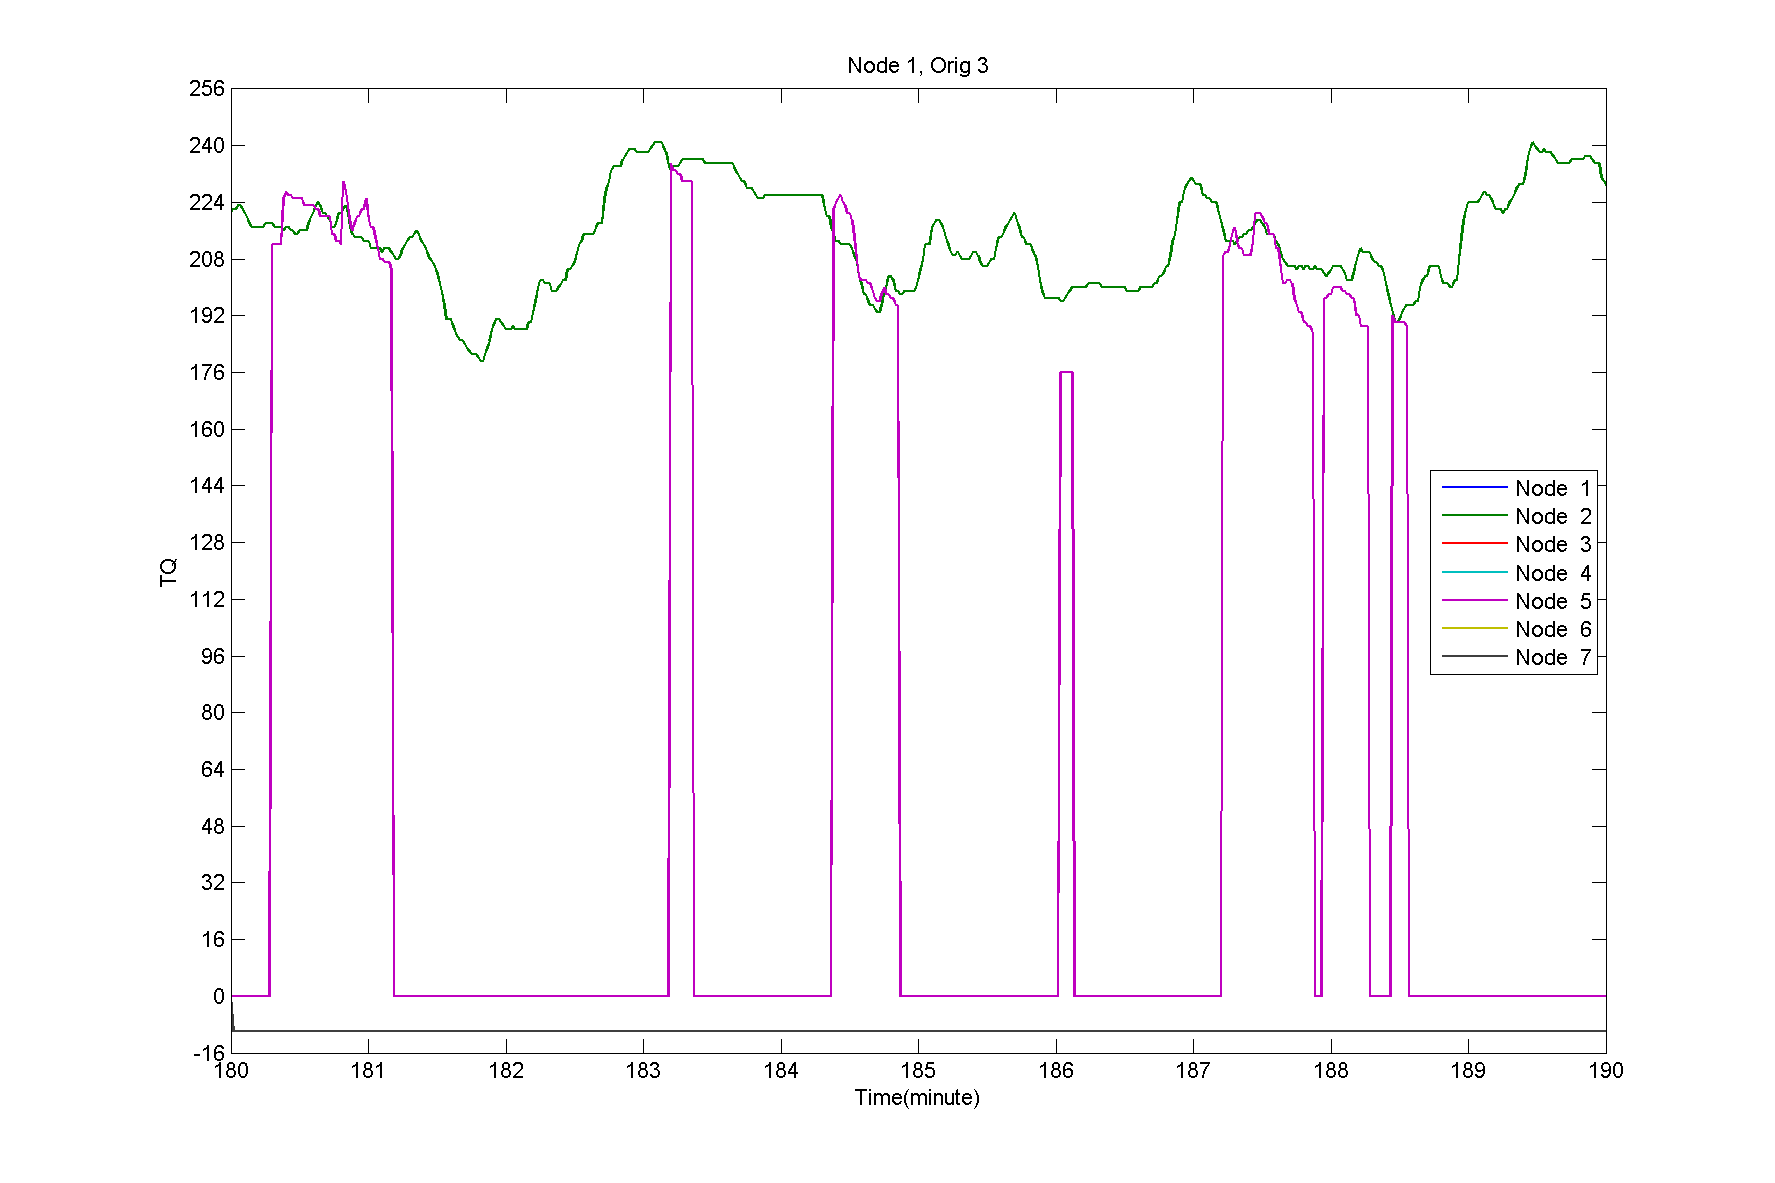 Node 1, Orig 3
256
240
224
208
192
176
160
144
128
112
96
80
64
48
32
16
0
-16
TQ
Node 1
Node 2
Node 3
Node 4
Node 5
Node 6
Node 7
180 181 182 183 184 185 186 187 188 189 190
Time(minute)